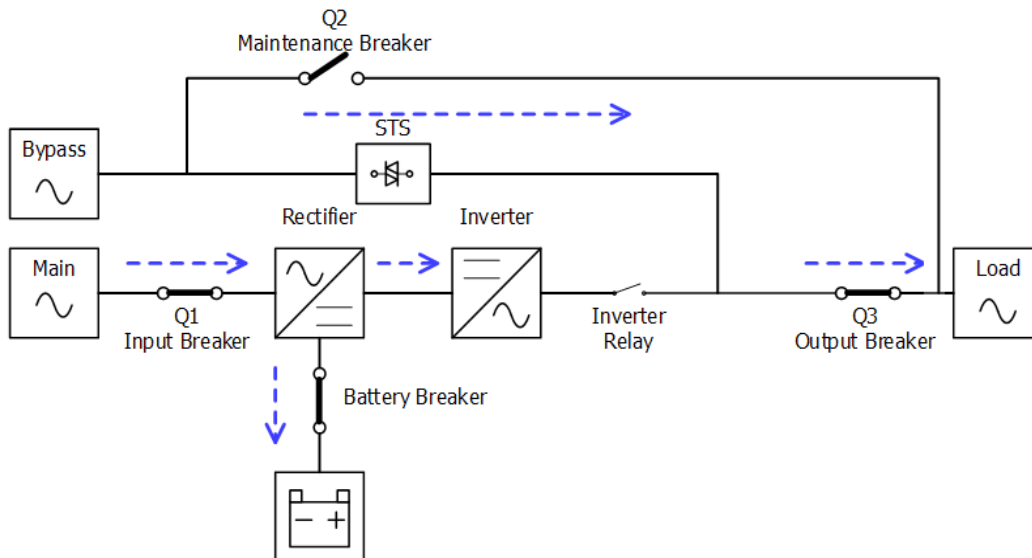 Q2
Maintenance Breaker
STS
Bypass
Rectifier
Inverter
Main
Load
Q1
Input Breaker
Inverter
Relay
Q3
Output Breaker
Battery Breaker